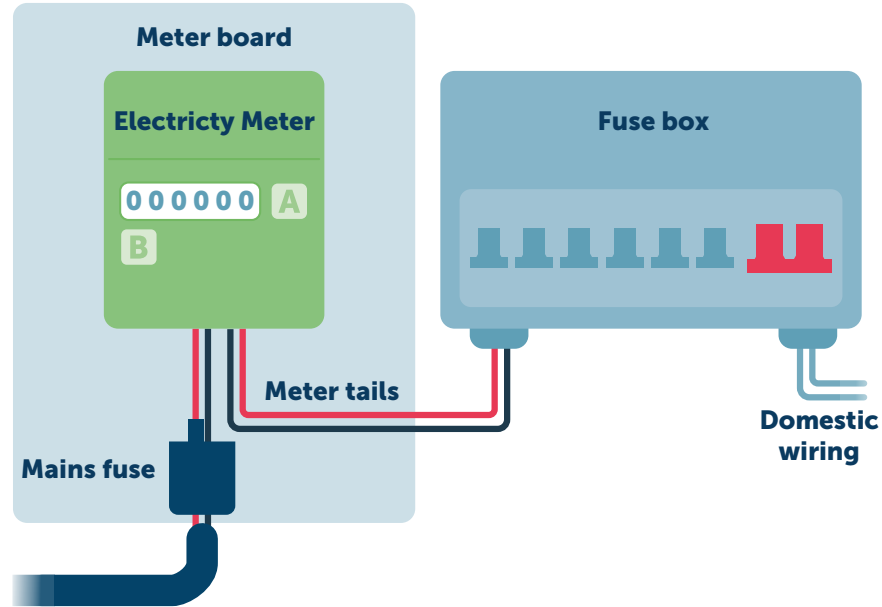 Meter board
Electricty Meter
Fuse box
000000 A
B
Meter tails
Mains fuse
Domestic
wiring